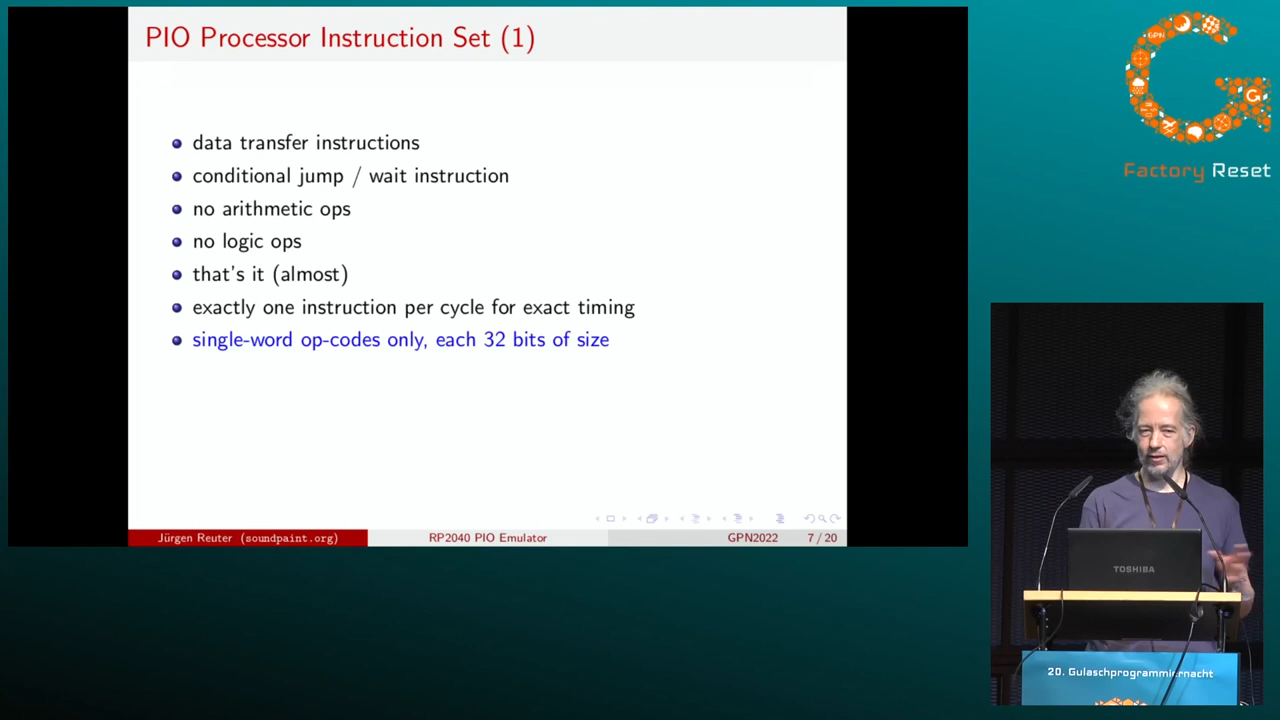 PIO Processor Instruction Set (1)
data transfer instructions
conditional jump / wait instruction
no arithmetic ops
no logic ops
that's it (almost)
exactly one instruction per cycle for exact timing
single-word op-codes only, each 32 bits of size
Jürgen Reuter (soundpaint.org)
RP2040 PIO Emulator
GPN2022
7 / 20
GPN
Factory Reset
TOSHIBA
20. Gulaschprogrammiernacht